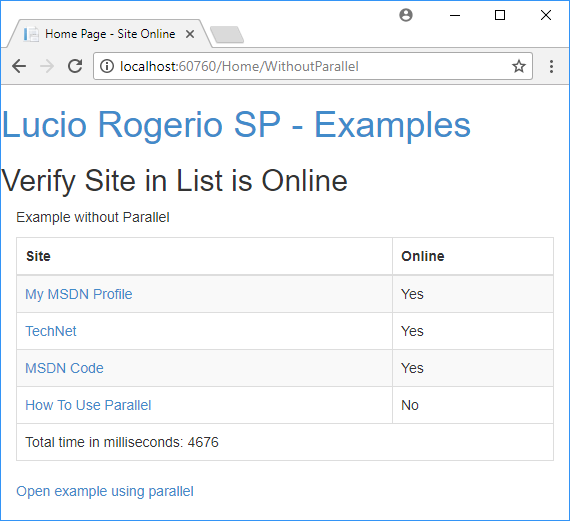 Home Page - Site Online
localhost:60760/Home/WithoutParallel
Lucio Rogerio SP - Examples
Verify Site in List is Online
Example without Parallel
Site Online
My MSDN Profile Yes
TechNet Yes
MSDN Code Yes
How To Use Parallel No
Total time in milliseconds: 4676
Open example using parallel